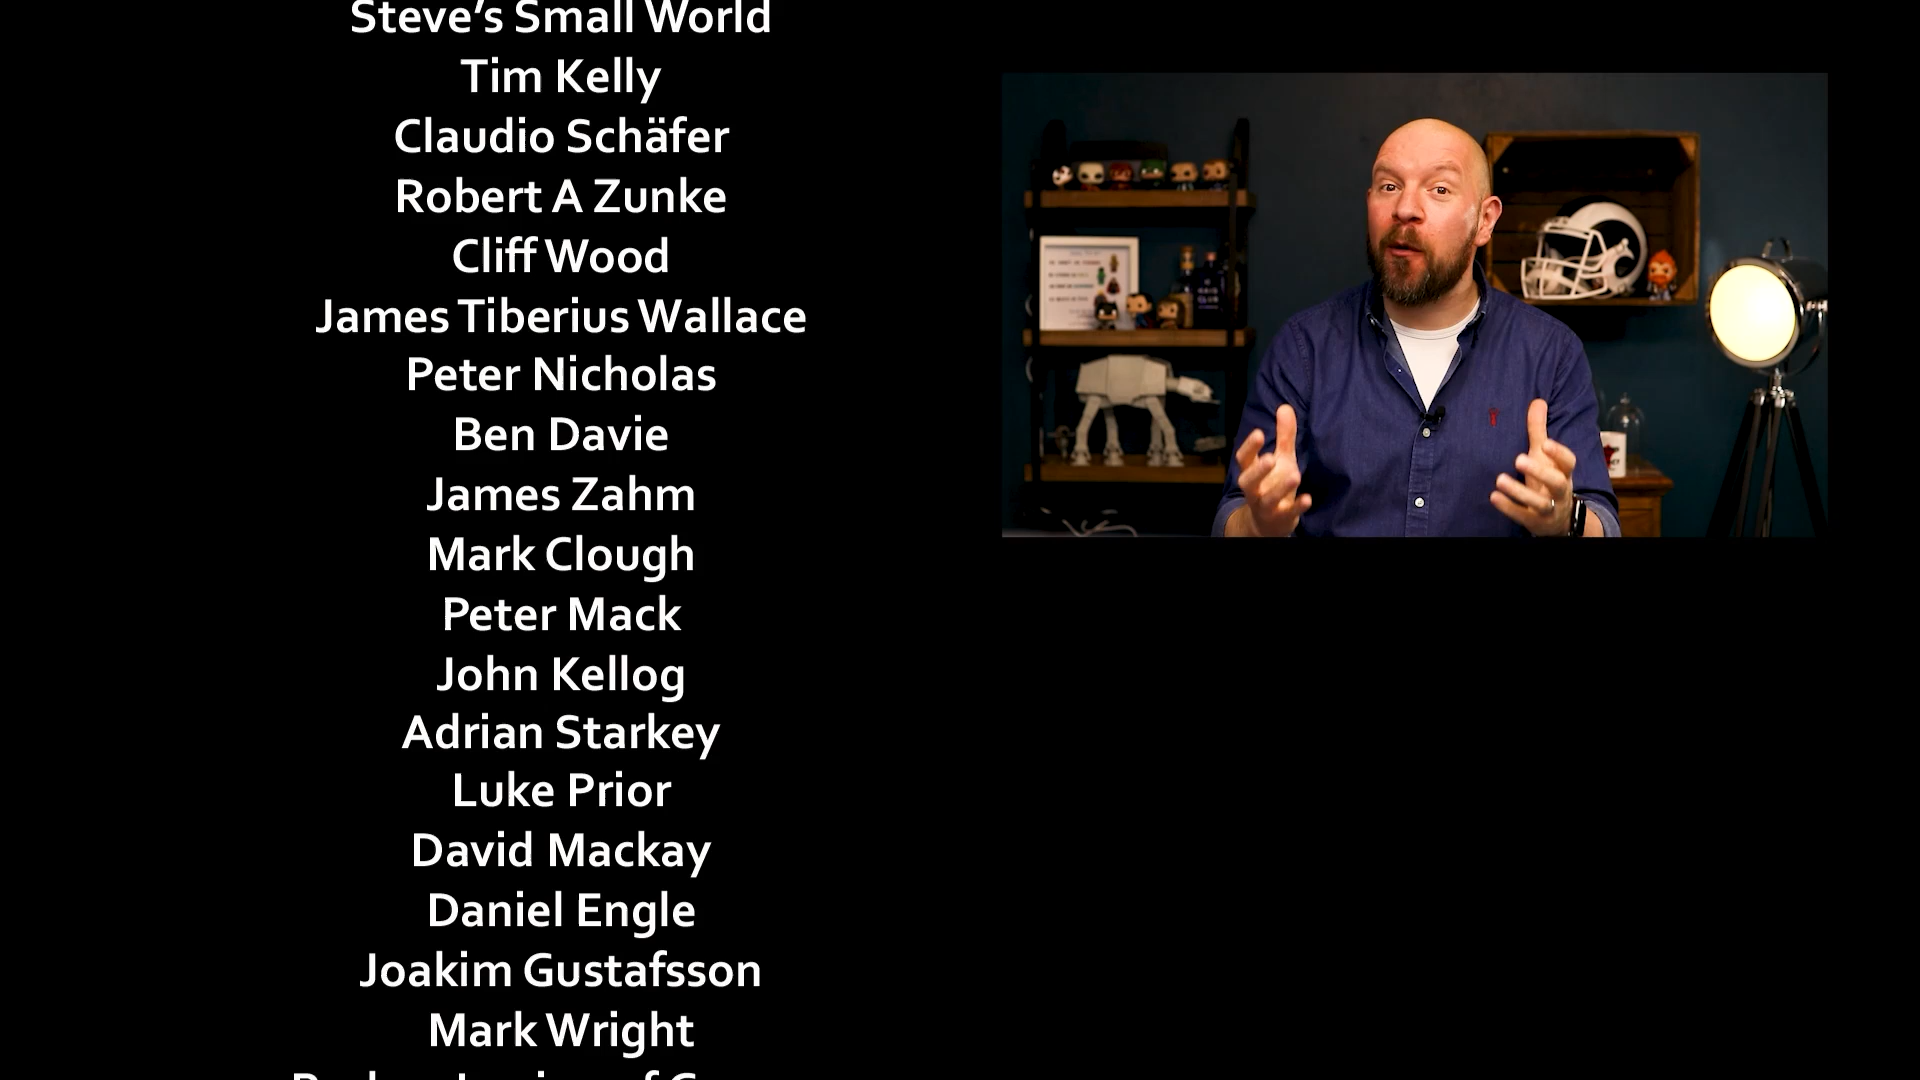 Steve's Small World
Tim Kelly
Claudio Schäfer
Robert A Zunke
Cliff Wood
James Tiberius Wallace
Peter Nicholas
Ben Davie
James Zahm
Mark Clough
Peter Mack
John Kellog
Adrian Starkey
Luke Prior
David Mackay
Daniel Engle
Joakim Gustafsson
Mark Wright